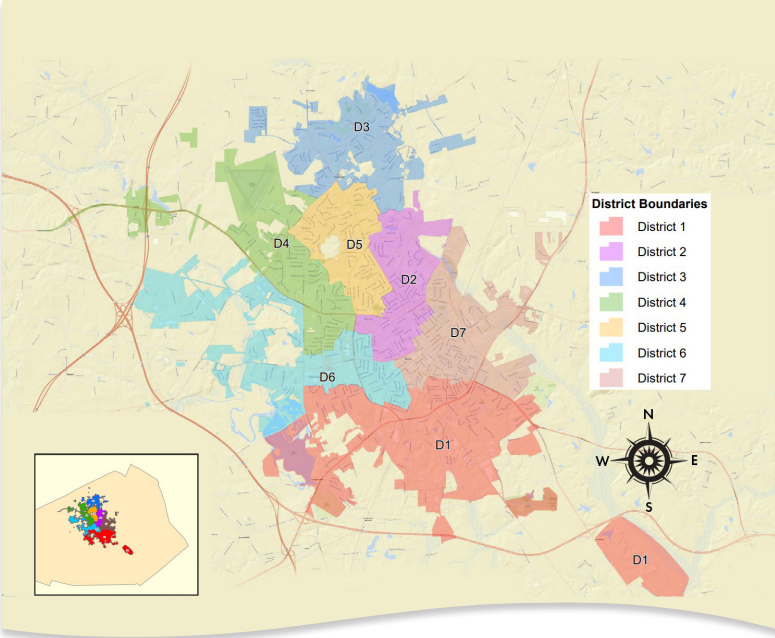 D3
D5
D4
D2
D7
D6
D1
D1
District Boundaries
District 1
District 2
District 3
District 4
District 5
District 6
District 7
N
W
E
S